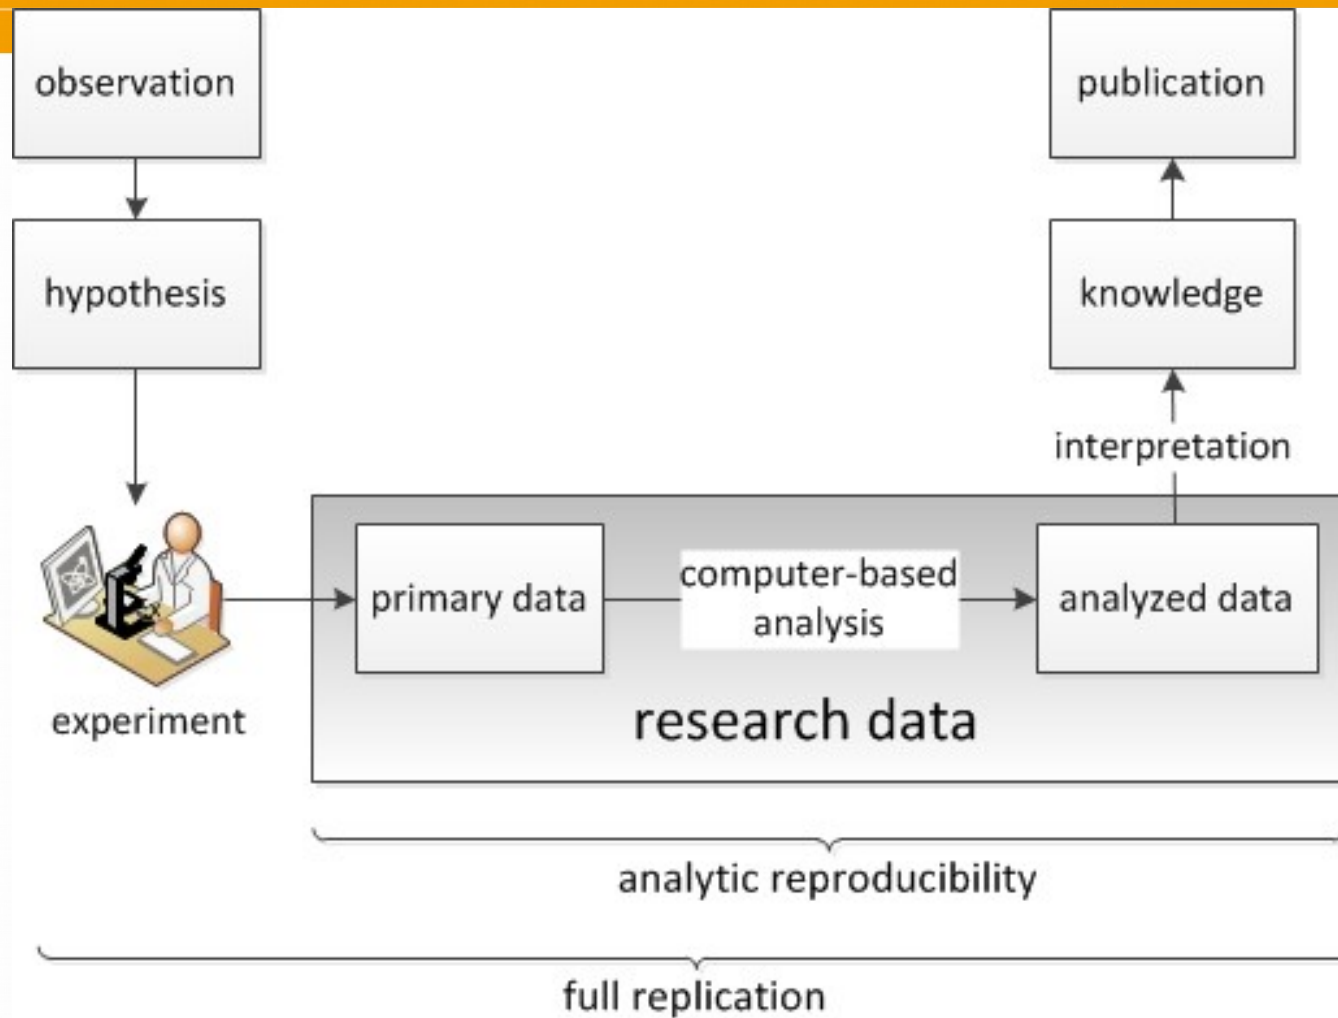 observation
publication
hypothesis
knowledge
interpretation
primary data
computer-based
analysis
analyzed data
experiment
research data
analytic reproducibility
full replication